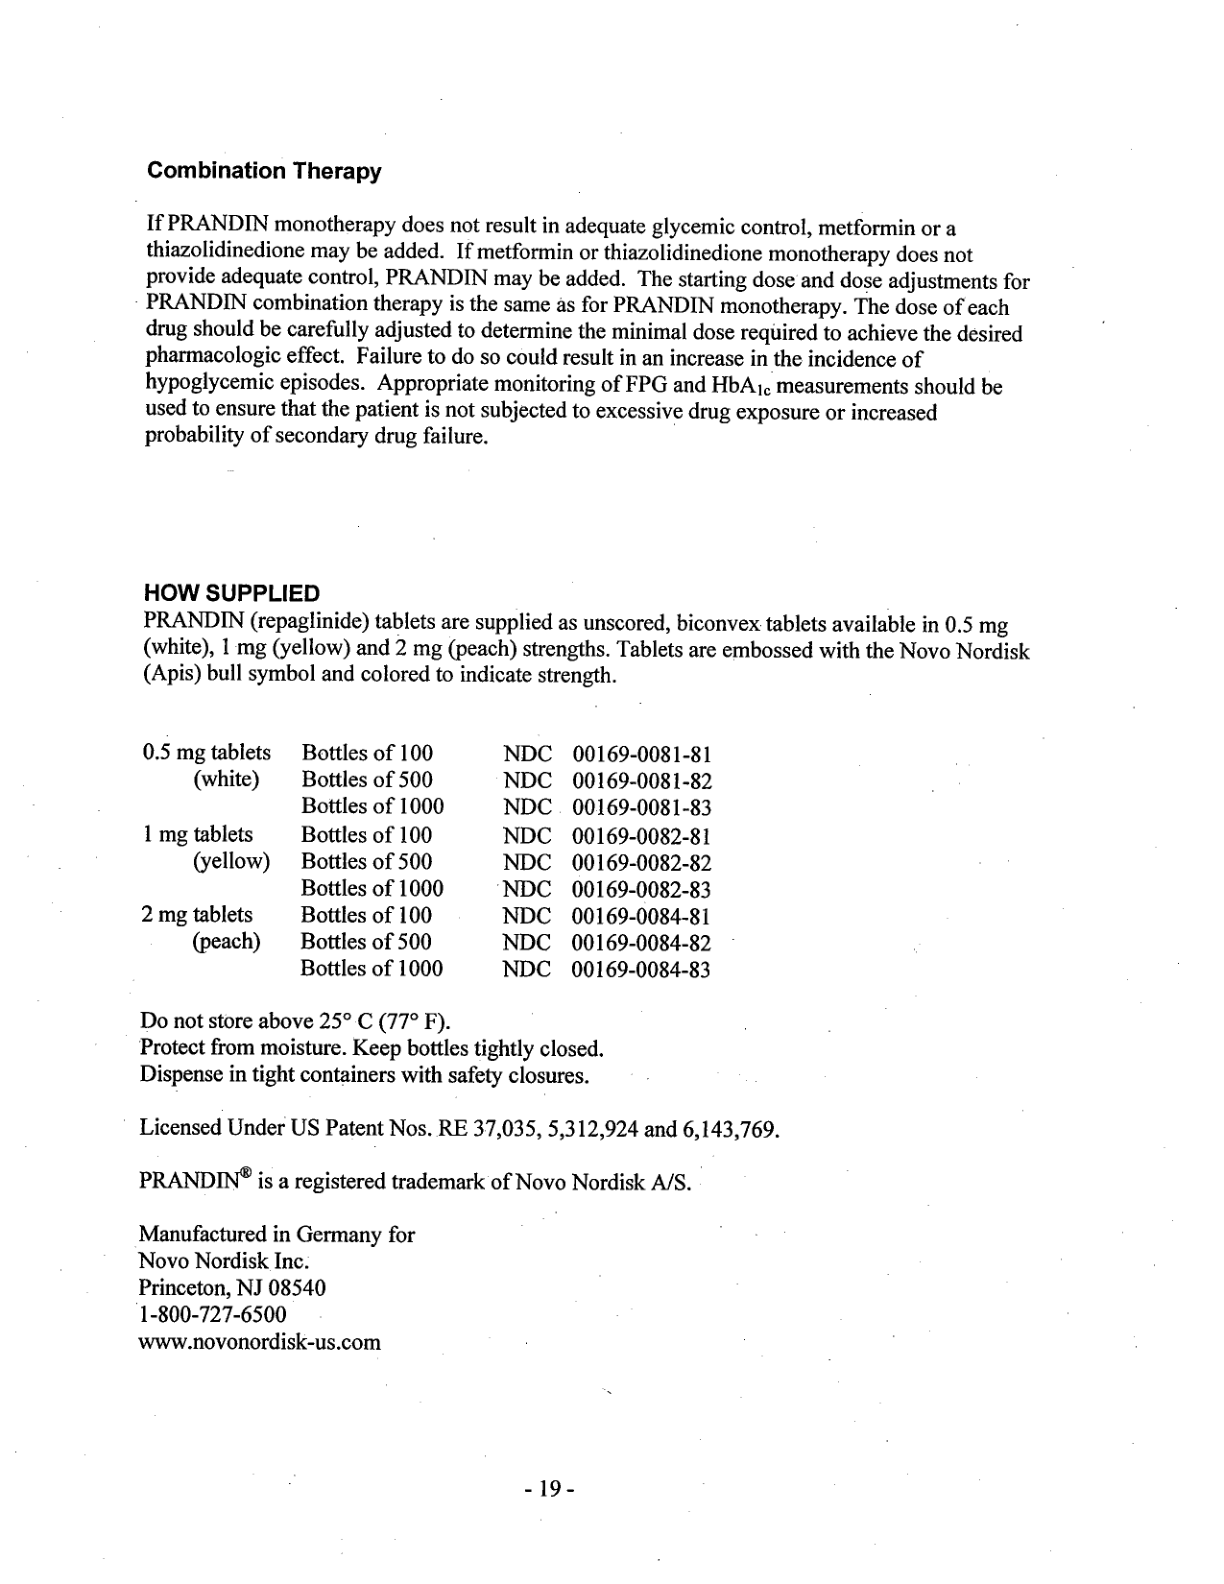 Combination Therapy
If PRANDIN monotherapy does not result in adequate glycemic control, metformin or a
thiazolidinedione may be added. If metformin or thiazolidinedione monotherapy does not
provide adequate control, PRANDIN may be added. The starting dose and dose adjustments for
PRANDIN combination therapy is the same as for PRANDIN monotherapy. The dose of each
drug should be carefully adjusted to determine the minimal dose required to achieve the desired
pharmacologic effect. Failure to do so could result in an increase in the incidence of
hypoglycemic episodes. Appropriate monitoring of FPG and HbA1c measurements should be
used to ensure that the patient is not subjected to excessive drug exposure or increased
probability of secondary drug failure.
HOW SUPPLIED
PRANDIN (repaglinide) tablets are supplied as unscored, biconvex tablets available in 0.5 mg
(white), 1 mg (yellow) and 2 mg (peach) strengths. Tablets are embossed with the Novo Nordisk
(Apis) bull symbol and colored to indicate strength.
0.5 mg tablets Bottles of 100 NDC 00169-0081-81
(white) Bottles of 500 NDC 00169-0081-82
Bottles of 1000 NDC 00169-0081-83
1 mg tablets Bottles of 100 NDC 00169-0082-81
(yellow) Bottles of 500 NDC 00169-0082-82
Bottles of 1000 NDC 00169-0082-83
2 mg tablets Bottles of 100 NDC 00169-0084-81
(peach) Bottles of 500 NDC 00169-0084-82
Bottles of 1000 NDC 00169-0084-83
Do not store above 25° C (77° F).
Protect from moisture. Keep bottles tightly closed.
Dispense in tight containers with safety closures.
Licensed Under US Patent Nos. RE 37,035, 5,312,924 and 6,143,769.
PRANDIN® is a registered trademark of Novo Nordisk A/S.
Manufactured in Germany for
Novo Nordisk Inc.
Princeton, NJ 08540
1-800-727-6500
www.novonordisk-us.com
- 19 -